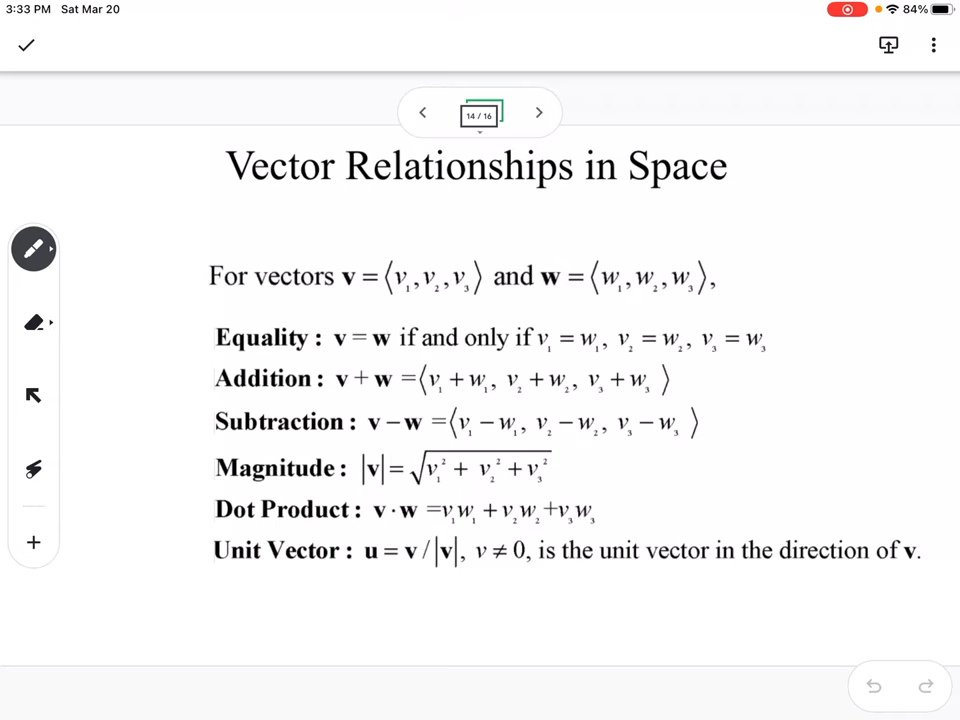 3:33 PM Sat Mar 20 84%
14 / 16
Vector Relationships in Space
For vectors v = ⟨v₁, v₂, v₃⟩ and w = ⟨w₁, w₂, w₃⟩,
Equality : v = w if and only if v₁ = w₁, v₂ = w₂, v₃ = w₃
Addition : v + w = ⟨v₁ + w₁, v₂ + w₂, v₃ + w₃ ⟩
Subtraction : v − w = ⟨v₁ − w₁, v₂ − w₂, v₃ − w₃ ⟩
Magnitude : |v| = √(v₁² + v₂² + v₃²)
Dot Product : v · w = v₁w₁ + v₂w₂ + v₃w₃
Unit Vector : u = v / |v|, v ≠ 0, is the unit vector in the direction of v.